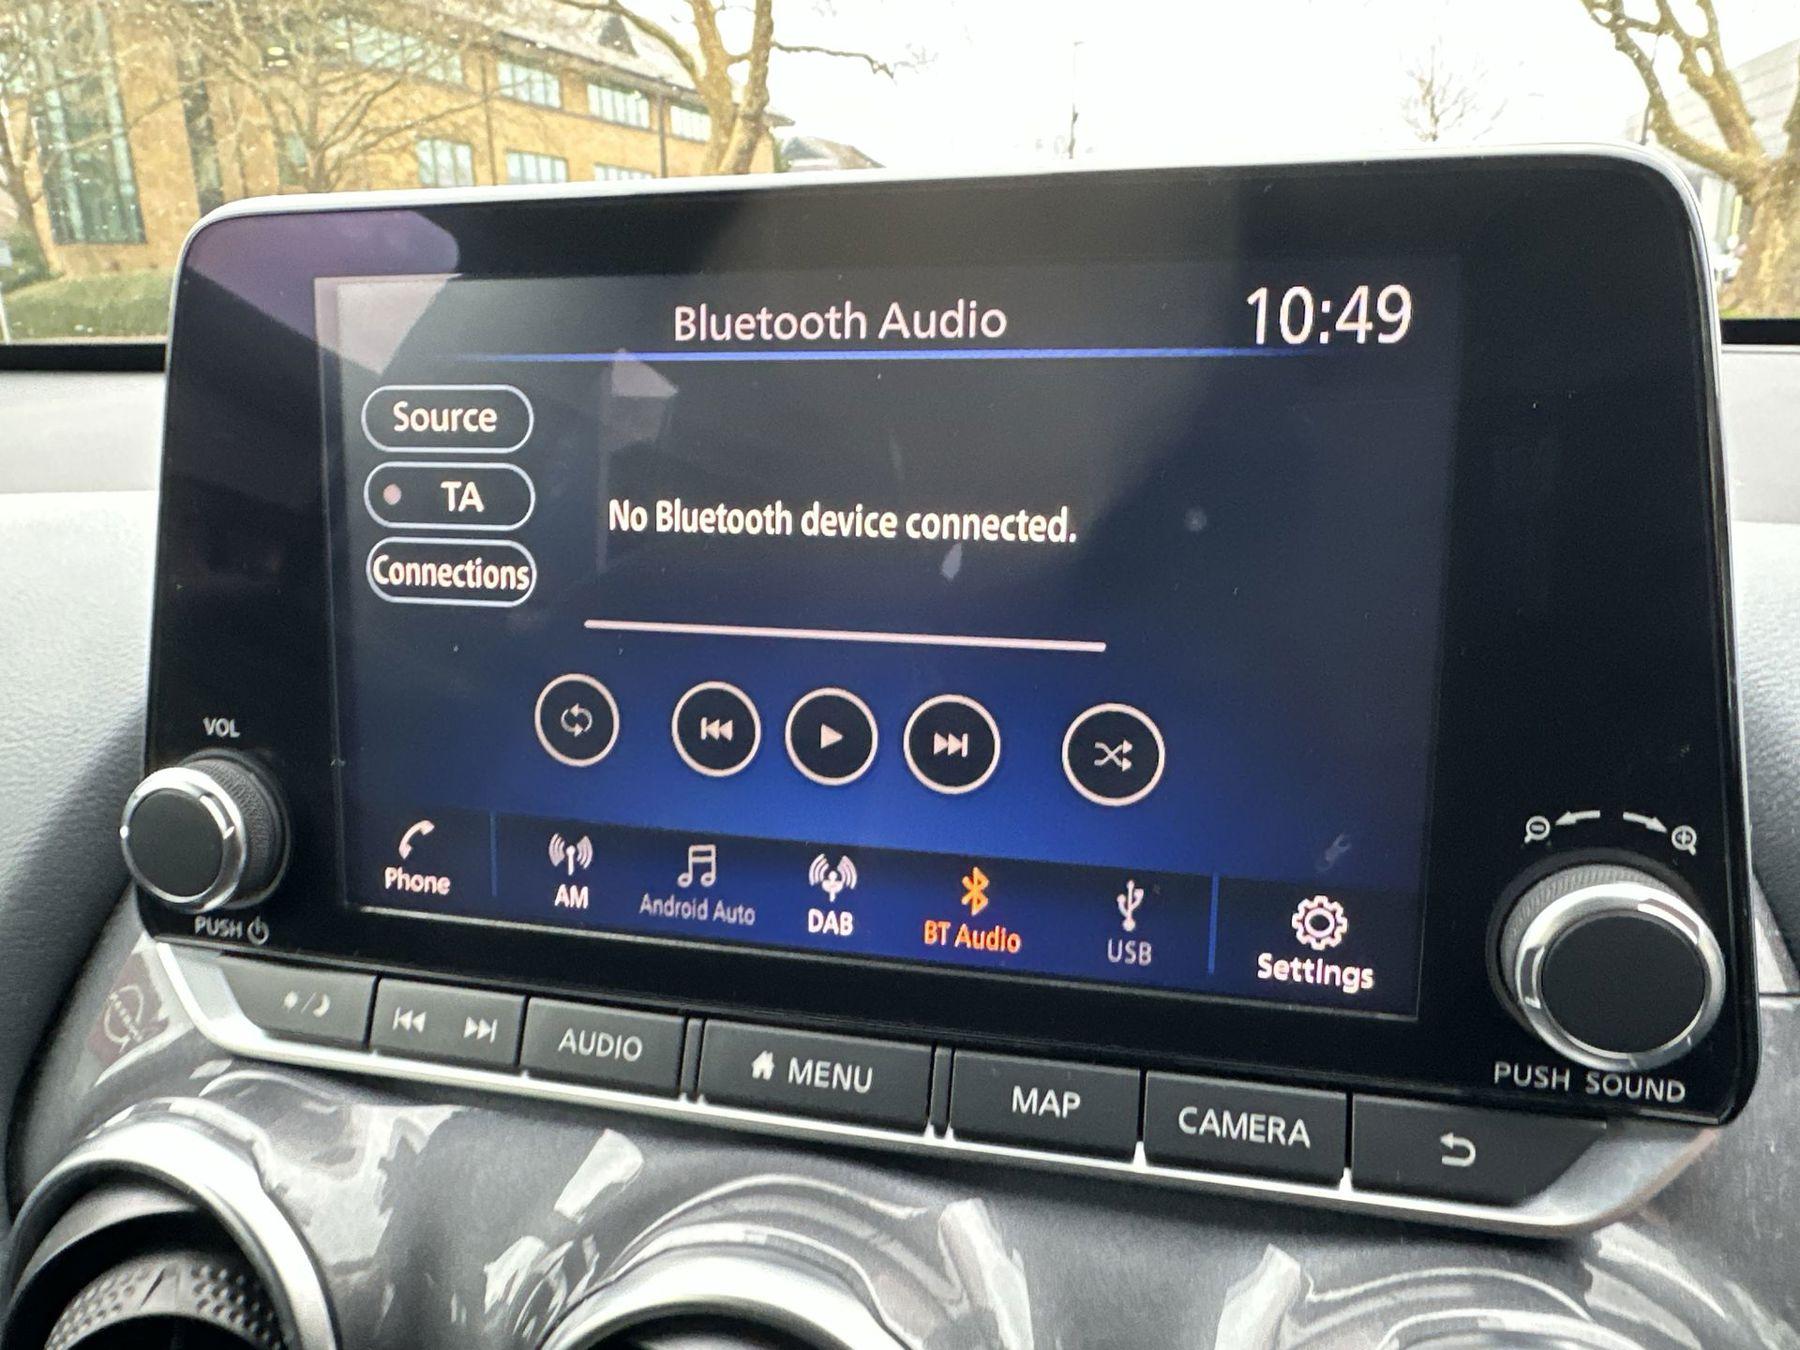 Bluetooth Audio
10:49
Source
TA
Connections
No Bluetooth device connected.
VOL
PUSH
Phone
AM
Android Auto
DAB
BT Audio
USB
Settings
PUSH SOUND
AUDIO
MENU
MAP
CAMERA